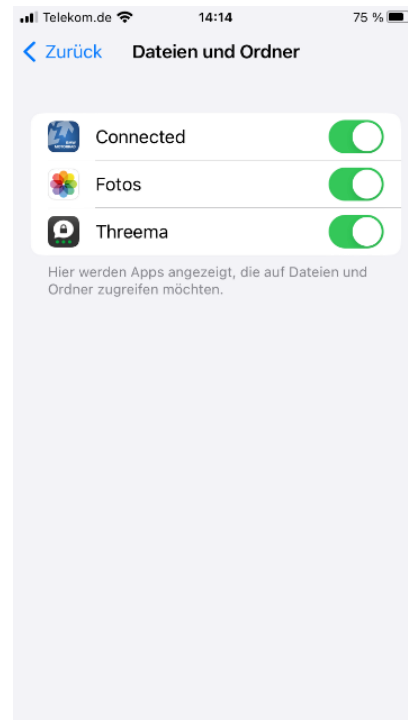 Telekom.de 14:14 75 %
Zurück Dateien und Ordner
Connected
Fotos
Threema
Hier werden Apps angezeigt, die auf Dateien und
Ordner zugreifen möchten.